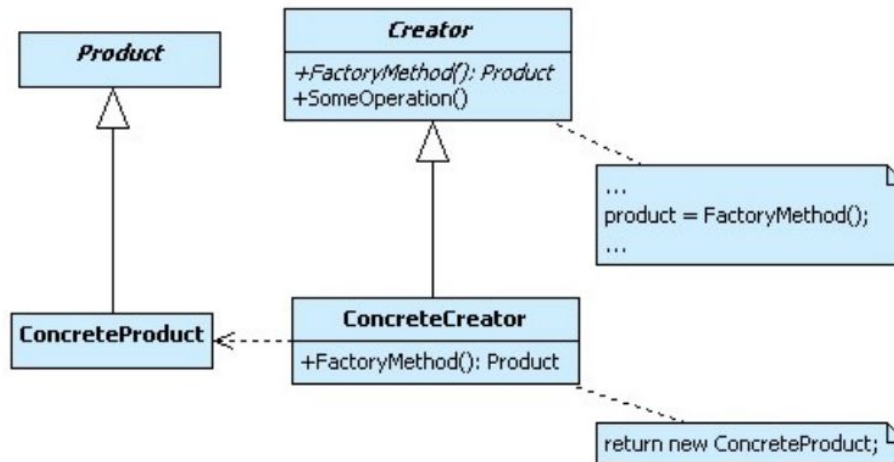 Product
Creator
+FactoryMethod(): Product
+SomeOperation()
...
product = FactoryMethod();
...
ConcreteProduct
ConcreteCreator
+FactoryMethod(): Product
return new ConcreteProduct;